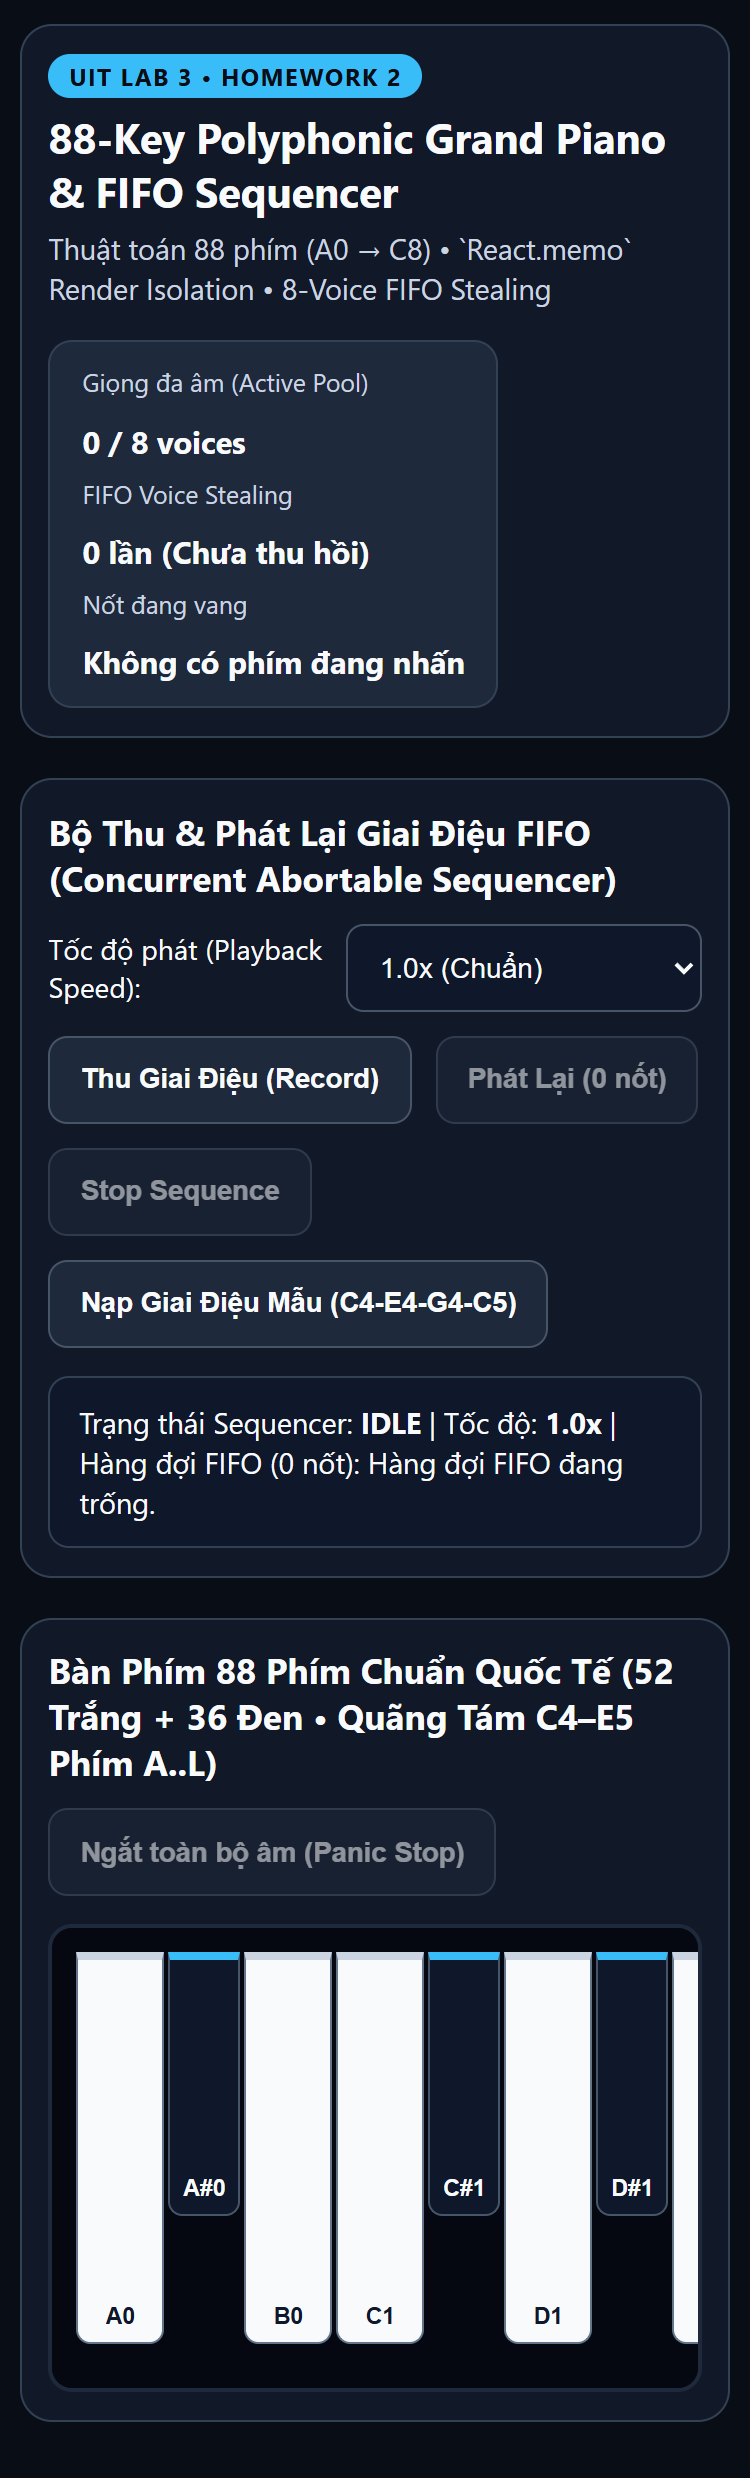 UIT LAB 3 • HOMEWORK 2
88-Key Polyphonic Grand Piano
& FIFO Sequencer
Thuật toán 88 phím (A0 → C8) • `React.memo`
Render Isolation • 8-Voice FIFO Stealing
Giọng đa âm (Active Pool)
0 / 8 voices
FIFO Voice Stealing
0 lần (Chưa thu hồi)
Nốt đang vang
Không có phím đang nhấn
Bộ Thu & Phát Lại Giai Điệu FIFO
(Concurrent Abortable Sequencer)
Tốc độ phát (Playback
Speed):
1.0x (Chuẩn)
Thu Giai Điệu (Record)
Phát Lại (0 nốt)
Stop Sequence
Nạp Giai Điệu Mẫu (C4-E4-G4-C5)
Trạng thái Sequencer: IDLE | Tốc độ: 1.0x |
Hàng đợi FIFO (0 nốt): Hàng đợi FIFO đang
trống.
Bàn Phím 88 Phím Chuẩn Quốc Tế (52
Trắng + 36 Đen • Quãng Tám C4–E5
Phím A..L)
Ngắt toàn bộ âm (Panic Stop)
A#0
C#1
D#1
A0
B0
C1
D1